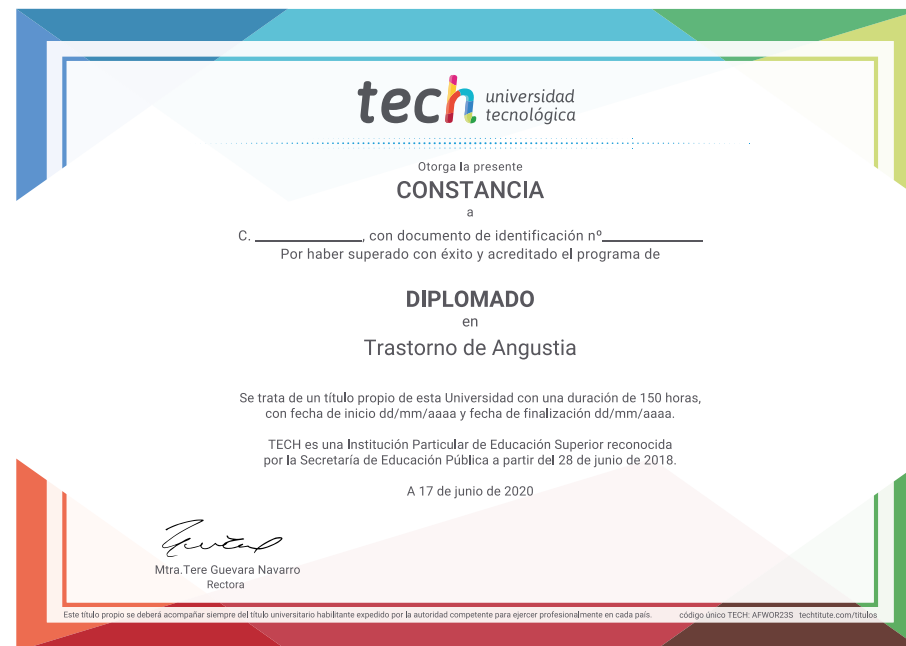 tech universidad
tecnológica
Otorga la presente
CONSTANCIA
a
C. ______________, con documento de identificación nº______________
Por haber superado con éxito y acreditado el programa de
DIPLOMADO
en
Trastorno de Angustia
Se trata de un título propio de esta Universidad con una duración de 150 horas,
con fecha de inicio dd/mm/aaaa y fecha de finalización dd/mm/aaaa.
TECH es una Institución Particular de Educación Superior reconocida
por la Secretaría de Educación Pública a partir del 28 de junio de 2018.
A 17 de junio de 2020
Mtra.Tere Guevara Navarro
Rectora
Este título propio se deberá acompañar siempre del título universitario habilitante expedido por la autoridad competente para ejercer profesionalmente en cada país. código único TECH: AFWOR23S techtitute.com/titulos